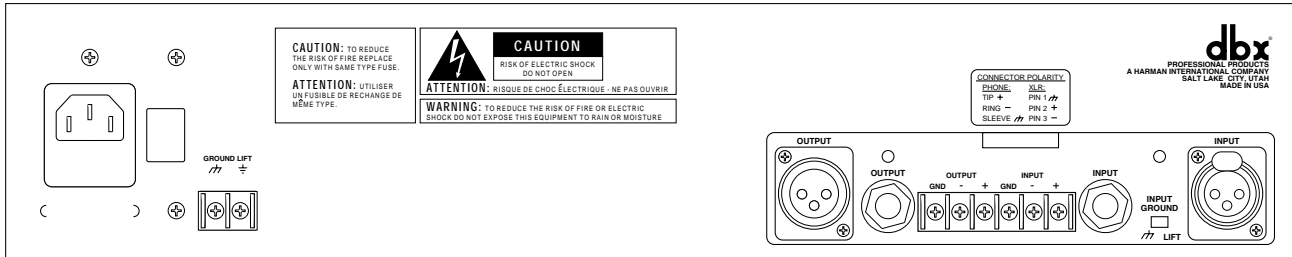 CAUTION: TO REDUCE
THE RISK OF FIRE REPLACE
ONLY WITH SAME TYPE FUSE.
ATTENTION: UTILISER
UN FUSIBLE DE RECHANGE DE
MÊME TYPE.
CAUTION
RISK OF ELECTRIC SHOCK
DO NOT OPEN
ATTENTION: RISQUE DE CHOC ÉLECTRIQUE - NE PAS OUVRIR
WARNING: TO REDUCE THE RISK OF FIRE OR ELECTRIC
SHOCK DO NOT EXPOSE THIS EQUIPMENT TO RAIN OR MOISTURE
GROUND LIFT
dbx®
PROFESSIONAL PRODUCTS
A HARMAN INTERNATIONAL COMPANY
SALT LAKE CITY, UTAH
MADE IN USA
CONNECTOR POLARITY
PHONE: XLR:
TIP + PIN 1
RING – PIN 2 +
SLEEVE PIN 3 –
OUTPUT
OUTPUT
OUTPUT INPUT
GND - + GND - +
INPUT
INPUT
GROUND
LIFT
INPUT